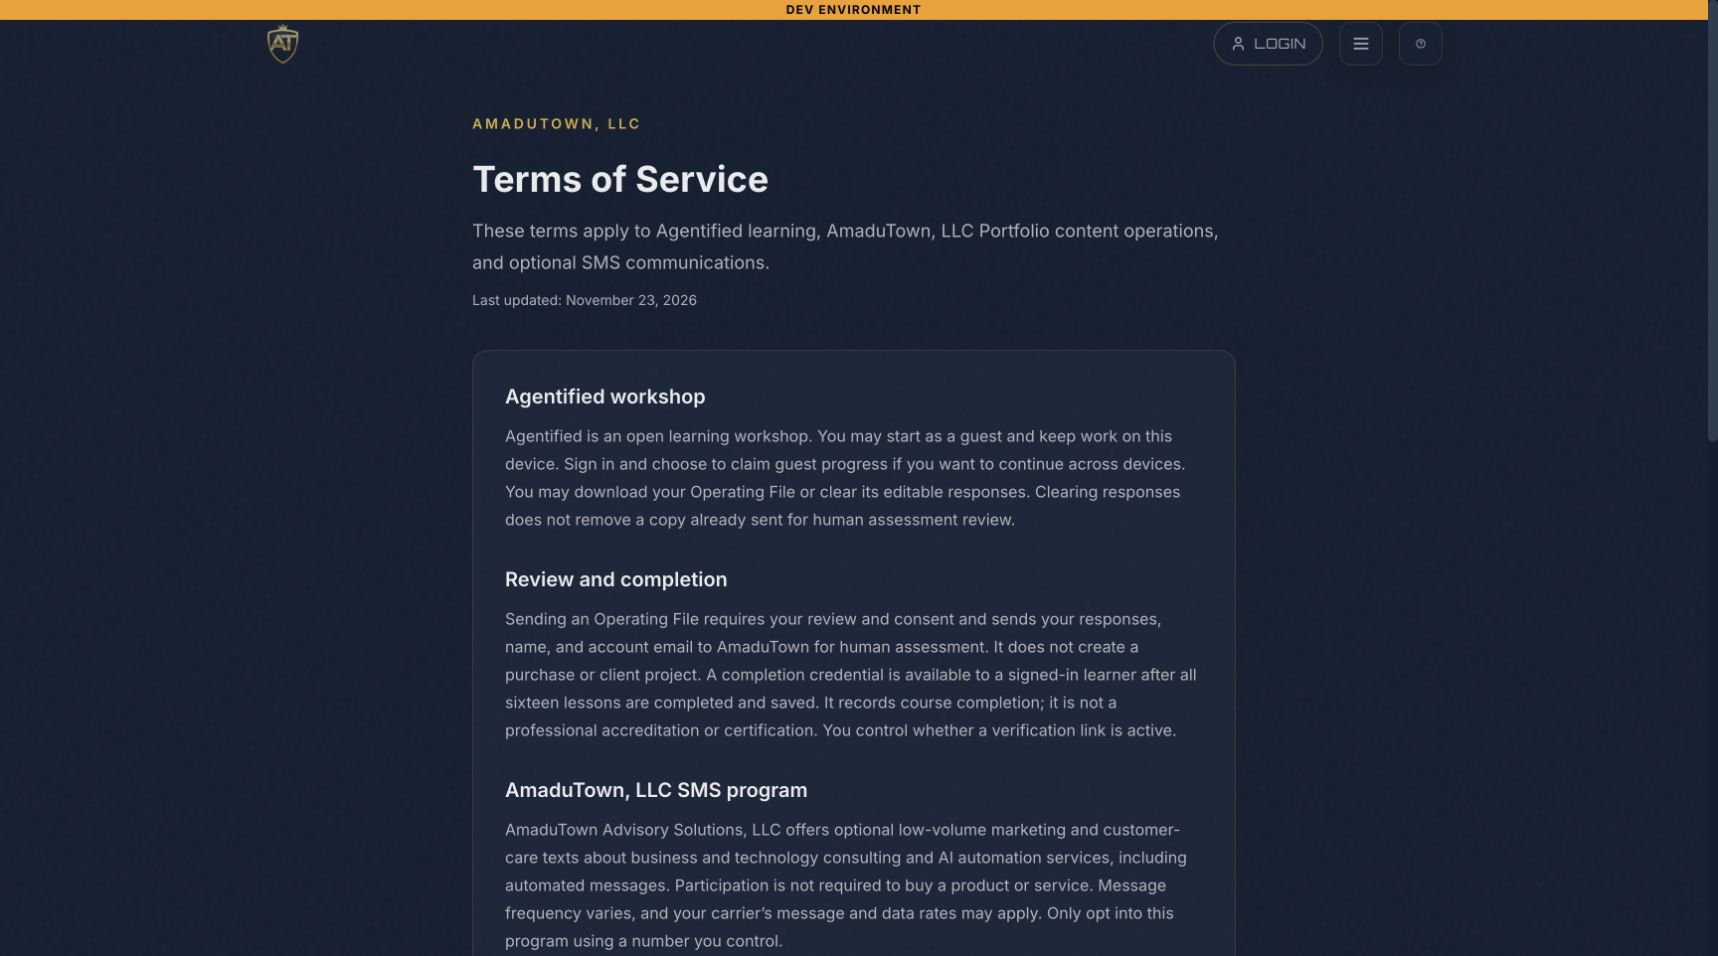 DEV ENVIRONMENT
AT
LOGIN
AMADUTOWN, LLC
Terms of Service
These terms apply to Agentified learning, AmaduTown, LLC Portfolio content operations,
and optional SMS communications.
Last updated: November 23, 2026
Agentified workshop
Agentified is an open learning workshop. You may start as a guest and keep work on this
device. Sign in and choose to claim guest progress if you want to continue across devices.
You may download your Operating File or clear its editable responses. Clearing responses
does not remove a copy already sent for human assessment review.
Review and completion
Sending an Operating File requires your review and consent and sends your responses,
name, and account email to AmaduTown for human assessment. It does not create a
purchase or client project. A completion credential is available to a signed-in learner after all
sixteen lessons are completed and saved. It records course completion; it is not a
professional accreditation or certification. You control whether a verification link is active.
AmaduTown, LLC SMS program
AmaduTown Advisory Solutions, LLC offers optional low-volume marketing and customer-
care texts about business and technology consulting and AI automation services, including
automated messages. Participation is not required to buy a product or service. Message
frequency varies, and your carrier’s message and data rates may apply. Only opt into this
program using a number you control.